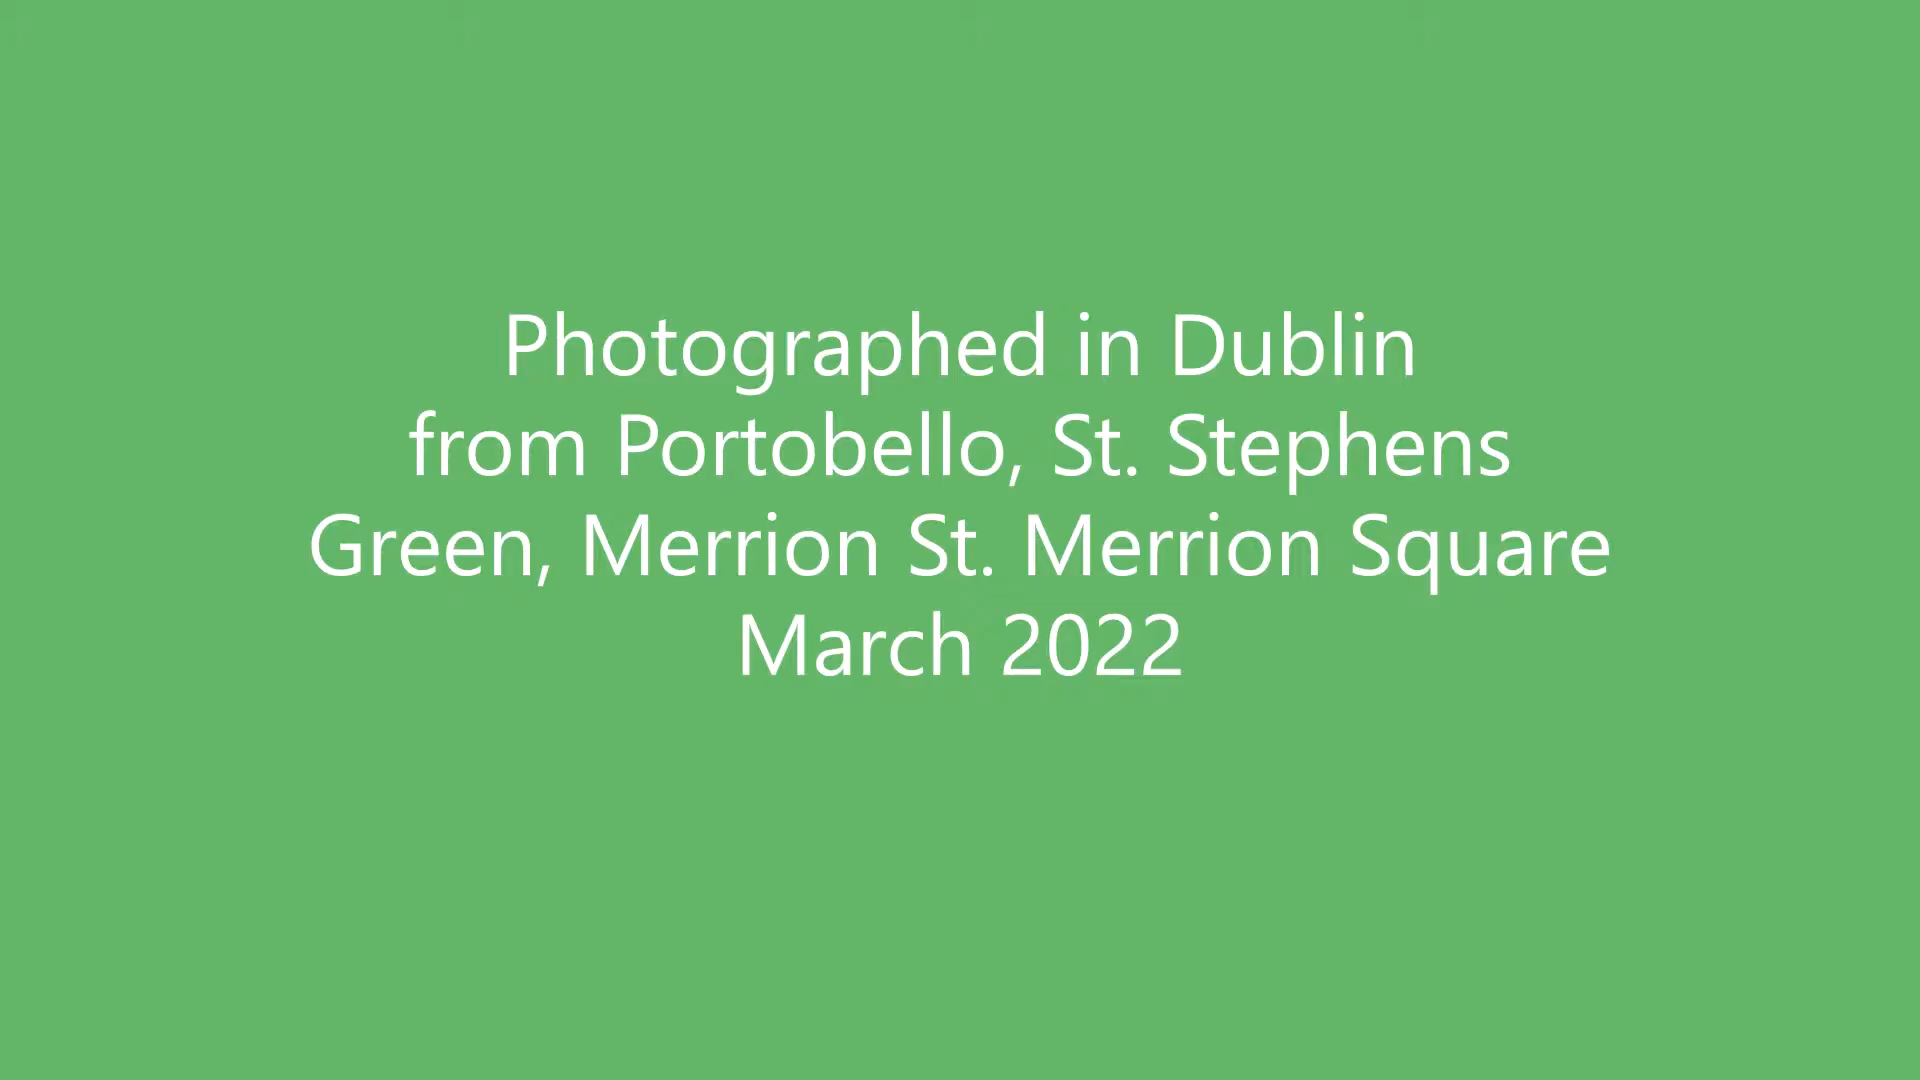 Photographed in Dublin
from Portobello, St. Stephens
Green, Merrion St. Merrion Square
March 2022